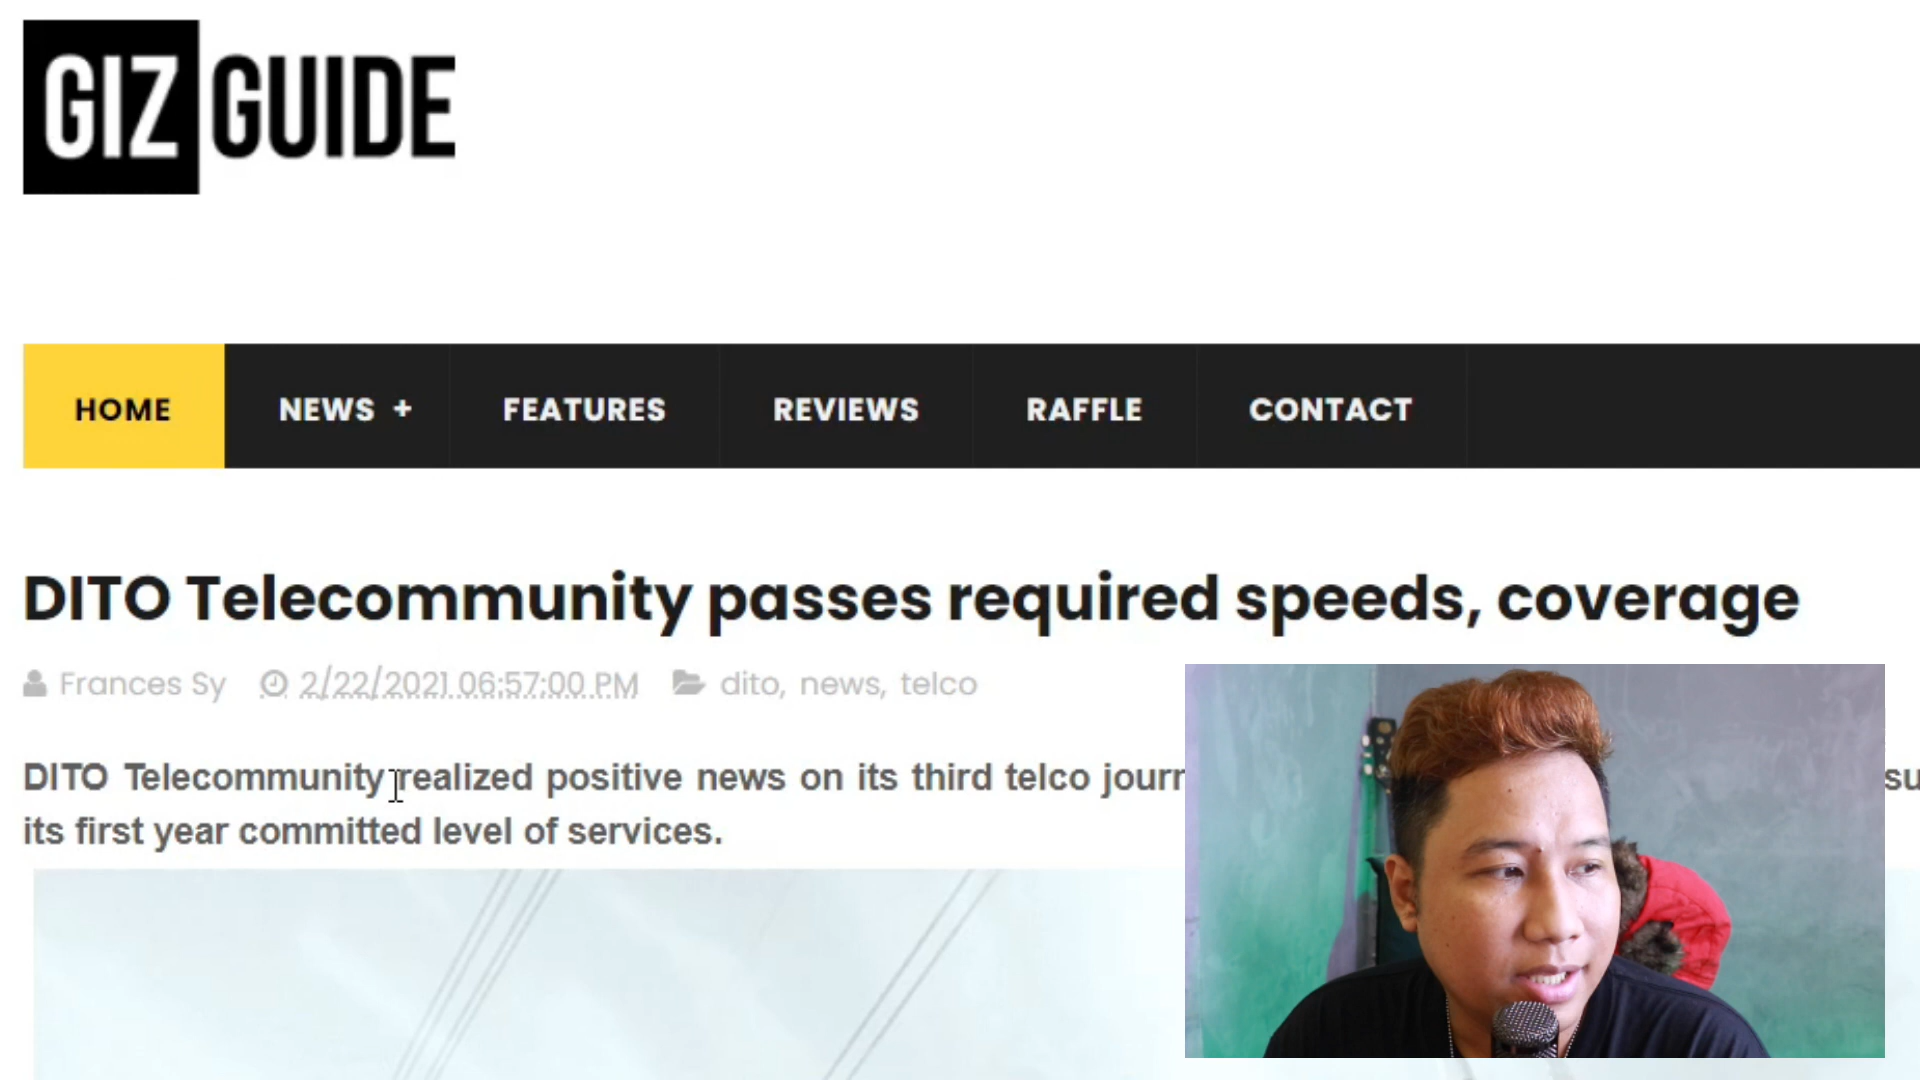 GIZ GUIDE
HOME NEWS + FEATURES REVIEWS RAFFLE CONTACT
DITO Telecommunity passes required speeds, coverage
Frances Sy 2/22/2021 06:57:00 PM dito, news, telco
DITO Telecommunity realized positive news on its third telco
its first year committed level of services.